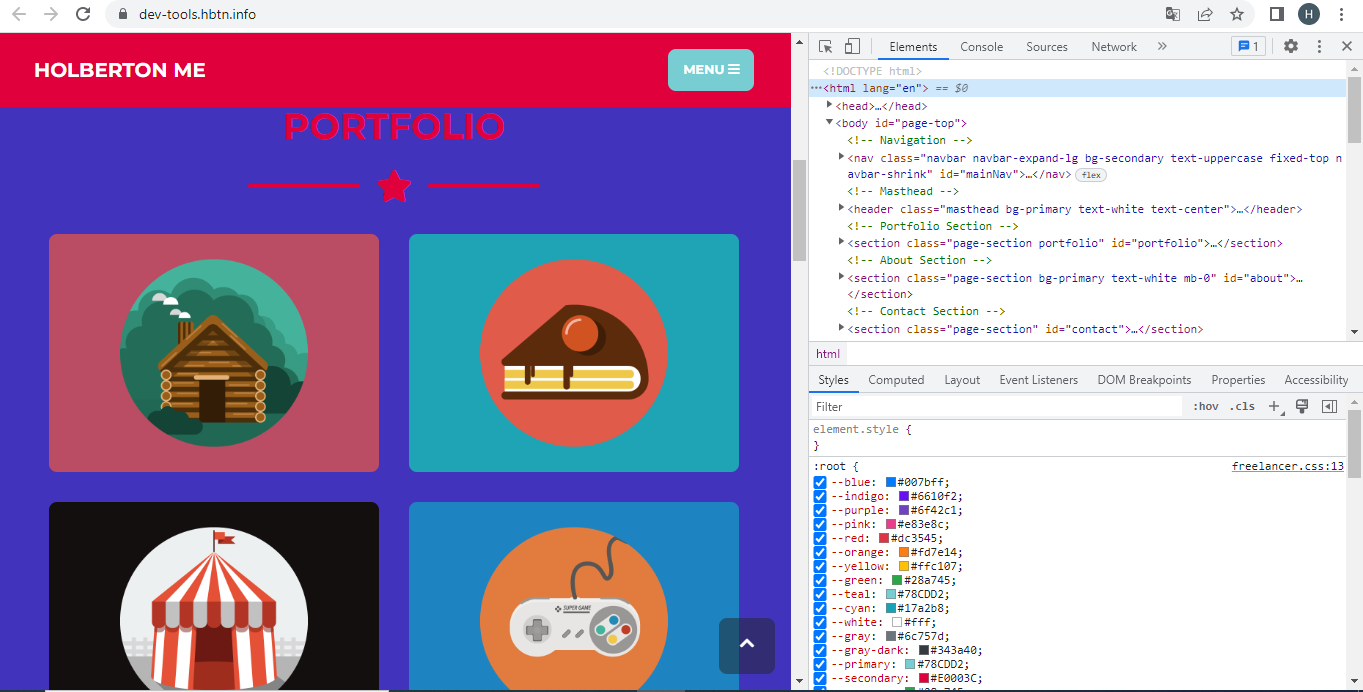 dev-tools.hbtn.info
H
HOLBERTON ME
MENU
PORTFOLIO
SUPER GAME
Elements Console Sources Network » 1
<!DOCTYPE html>
···<html lang="en"> == $0
<head>…</head>
<body id="page-top">
<!-- Navigation -->
<nav class="navbar navbar-expand-lg bg-secondary text-uppercase fixed-top n
avbar-shrink" id="mainNav">…</nav> flex
<!-- Masthead -->
<header class="masthead bg-primary text-white text-center">…</header>
<!-- Portfolio Section -->
<section class="page-section portfolio" id="portfolio">…</section>
<!-- About Section -->
<section class="page-section bg-primary text-white mb-0" id="about">…
</section>
<!-- Contact Section -->
<section class="page-section" id="contact">…</section>
html
Styles Computed Layout Event Listeners DOM Breakpoints Properties Accessibility
Filter :hov .cls +
element.style {
}
:root { freelancer.css:13
--blue: #007bff;
--indigo: #6610f2;
--purple: #6f42c1;
--pink: #e83e8c;
--red: #dc3545;
--orange: #fd7e14;
--yellow: #ffc107;
--green: #28a745;
--teal: #78CDD2;
--cyan: #17a2b8;
--white: #fff;
--gray: #6c757d;
--gray-dark: #343a40;
--primary: #78CDD2;
--secondary: #E0003C;